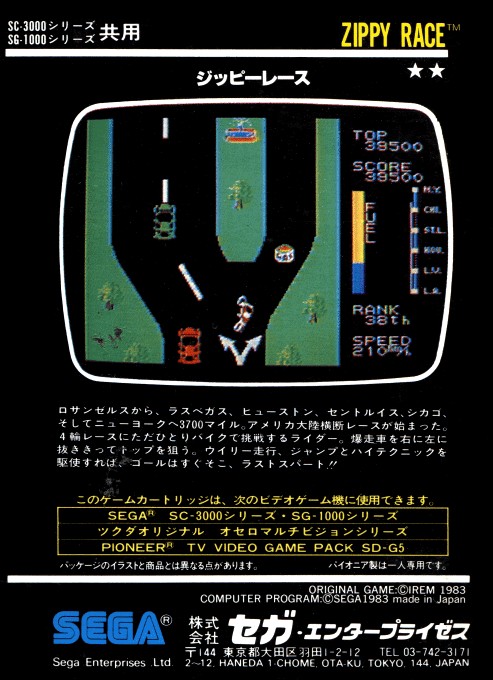 SC-3000シリーズ
SG-1000シリーズ 共用
ZIPPY RACE™
★★
ジッピーレース
TOP
38500
SCORE
38500
FUEL
N.Y.
CHI.
ST.L
HOU.
L.V.
L.A.
RANK
38th
SPEED
210
ロサンゼルスから、ラスベガス、ヒューストン、セントルイス、シカゴ、
そしてニューヨークへ3700マイル。アメリカ大陸横断レースが始まった。
4輪レースにただひとりバイクで挑戦するライダー。爆走車を右に左に
抜ききってトップを狙う。ウイリー走行、ジャンプとハイテクニックを
駆使すれば、ゴールはすぐそこ、ラストスパート!!
このゲームカートリッジは、次のビデオゲーム機に使用できます。
SEGA® SC-3000シリーズ・SG-1000シリーズ
ツクダオリジナル オセロマルチビジョンシリーズ
PIONEER® TV VIDEO GAME PACK SD-G5
パッケージのイラストと商品とは異なる点があります。 パイオニア製は一人専用です。
ORIGINAL GAME:©IREM 1983
COMPUTER PROGRAM:©SEGA1983 made in Japan
SEGA®
Sega Enterprises .Ltd.
株式会社 セガ・エンタープライゼス
〒144 東京都大田区羽田1-2-12 TEL 03-742-3171
2~12, HANEDA 1-CHOME, OTA-KU, TOKYO, 144, JAPAN